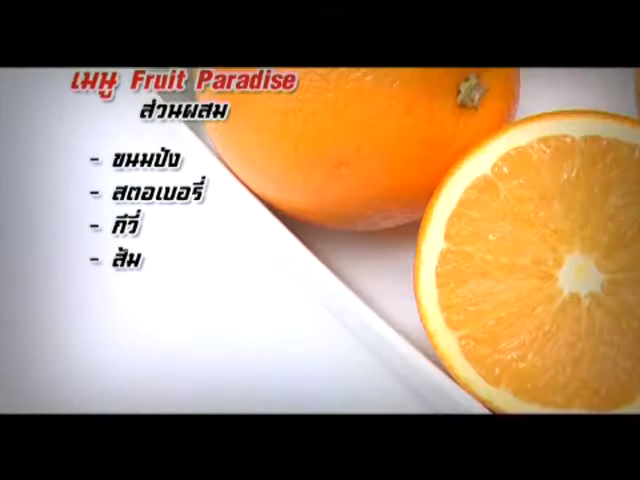 เมนู Fruit Paradise
ส่วนผสม
- ขนมปัง
- สตอเบอรี่
- กีวี่
- ส้ม